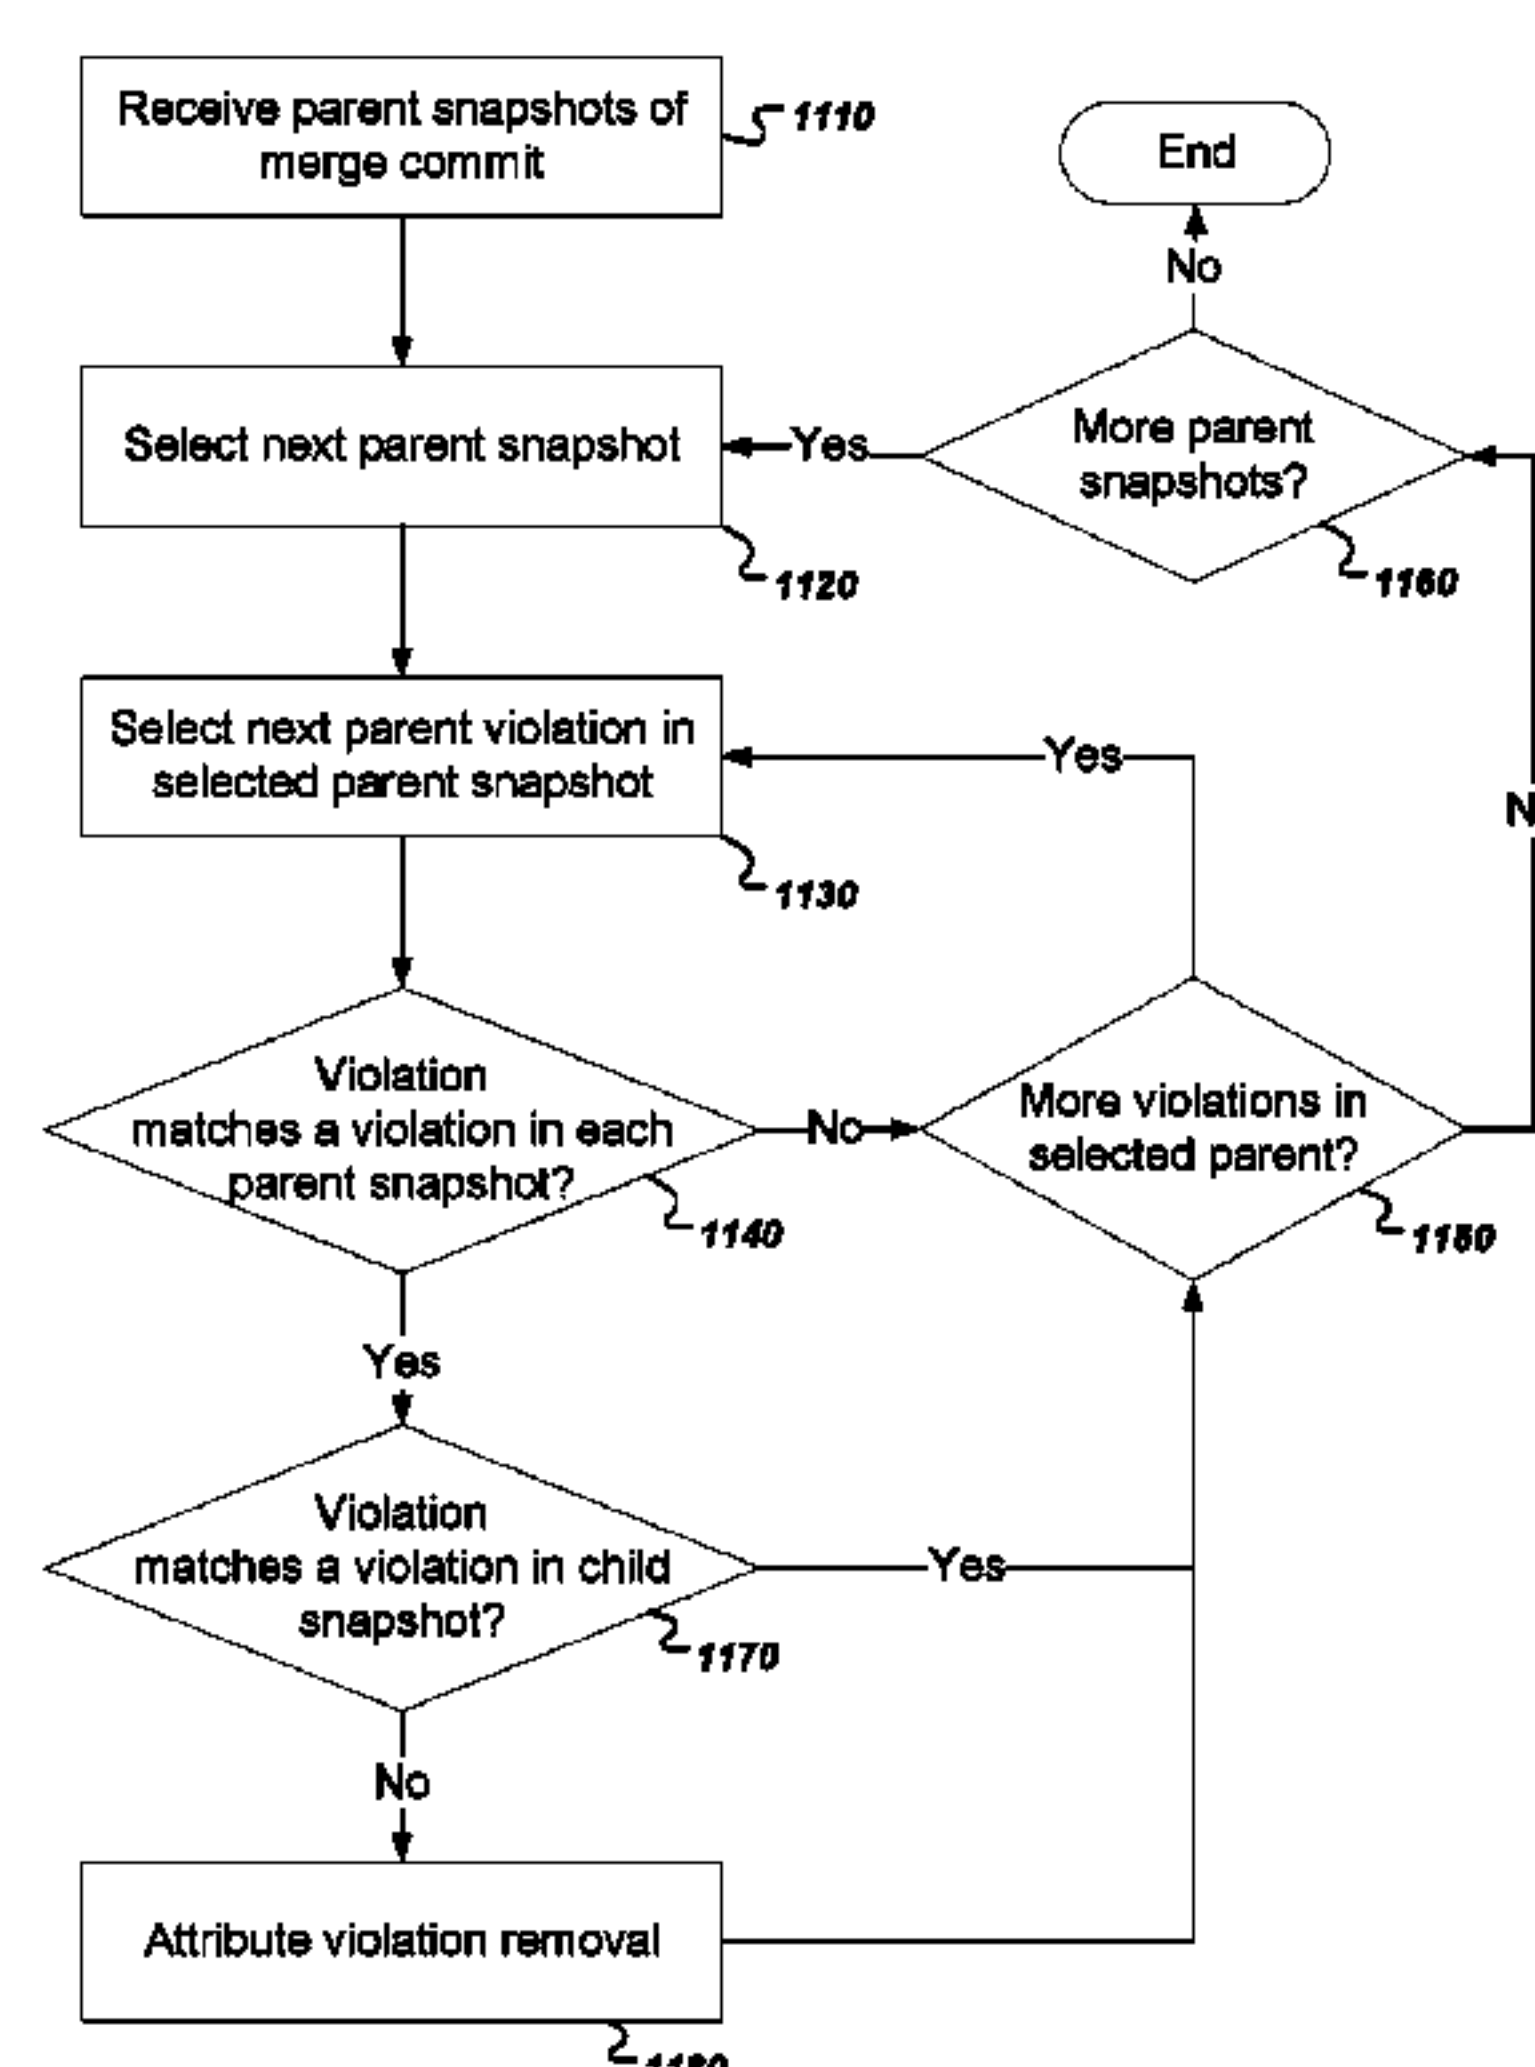 Receive parent snapshots of
merge commit
1110
End
No
Select next parent snapshot
Yes
More parent
snapshots?
1120
1160
Select next parent violation in
selected parent snapshot
Yes
1130
Violation
matches a violation in each
parent snapshot?
No
More violations in
selected parent?
1140
1150
Yes
Violation
matches a violation in child
snapshot?
Yes
1170
No
Attribute violation removal